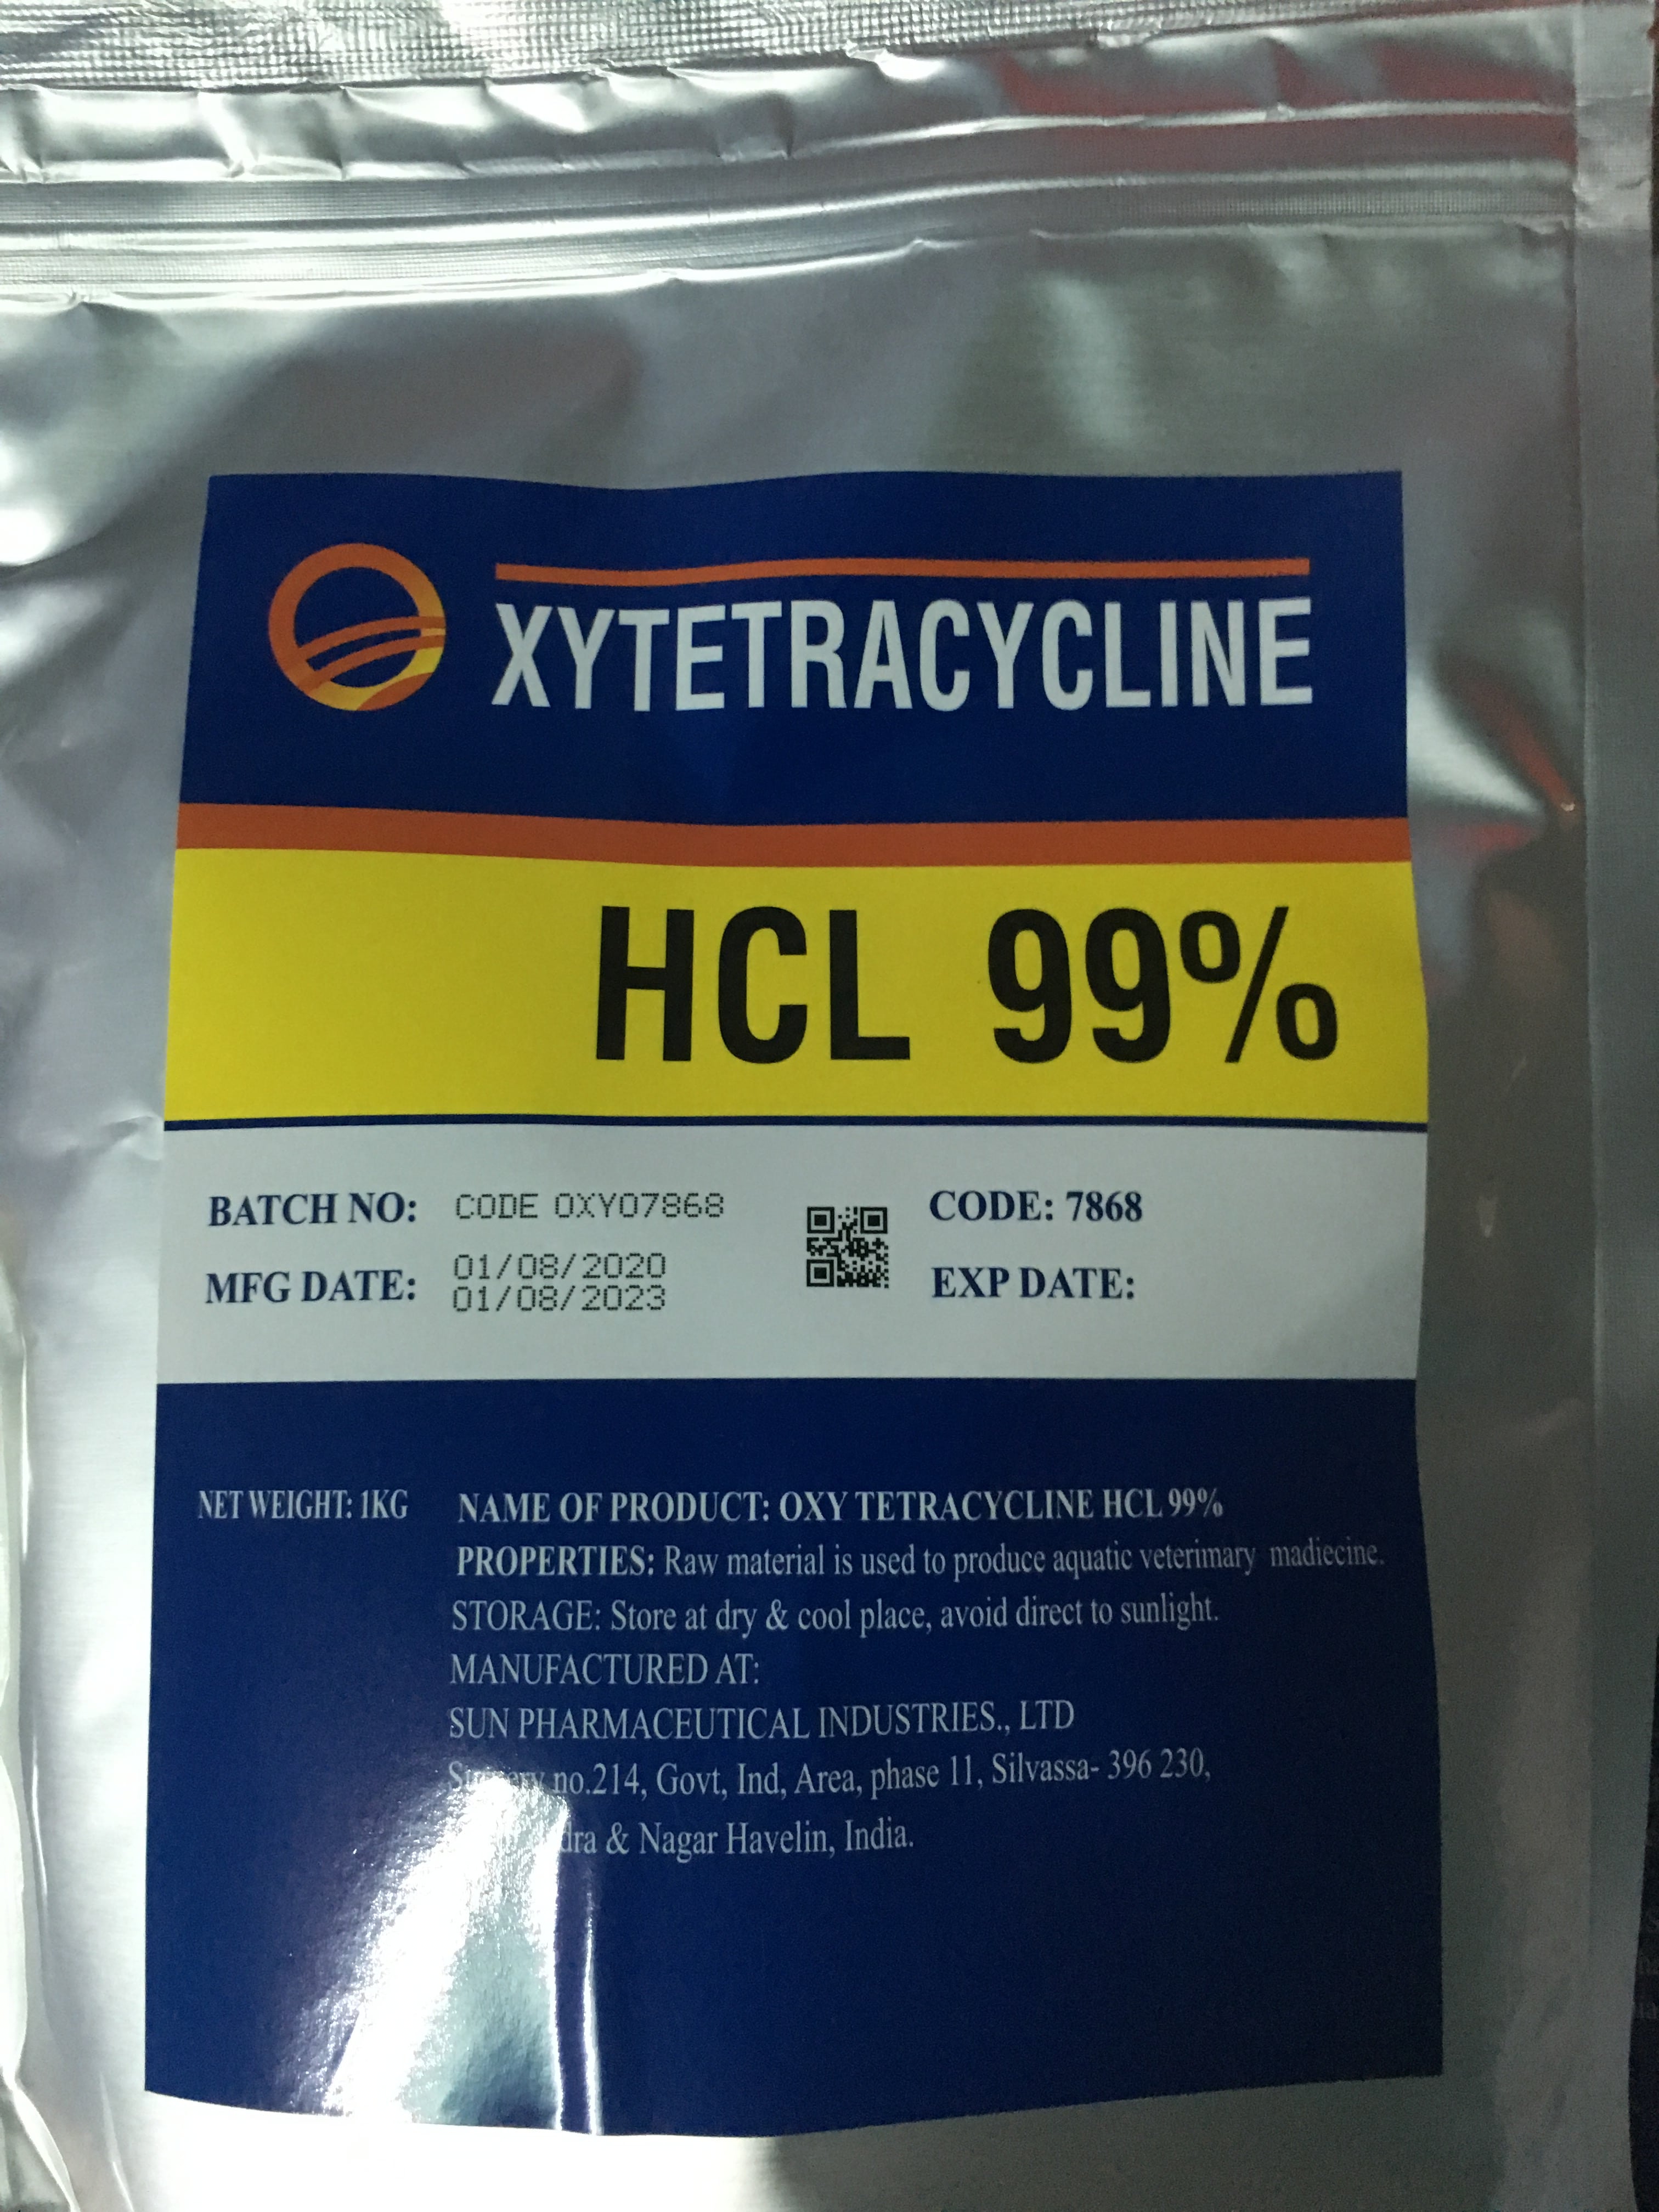 OXYTETRACYCLINE
HCL 99%
BATCH NO: CODE OXY07868
CODE: 7868
MFG DATE: 01/08/2020
01/08/2023
EXP DATE:
NET WEIGHT: 1KG
NAME OF PRODUCT: OXY TETRACYCLINE HCL 99%
PROPERTIES: Raw material is used to produce aquatic veterimary madiecine.
STORAGE: Store at dry & cool place, avoid direct to sunlight.
MANUFACTURED AT:
SUN PHARMACEUTICAL INDUSTRIES., LTD
no.214, Govt, Ind, Area, phase 11, Silvassa- 396 230,
& Nagar Havelin, India.